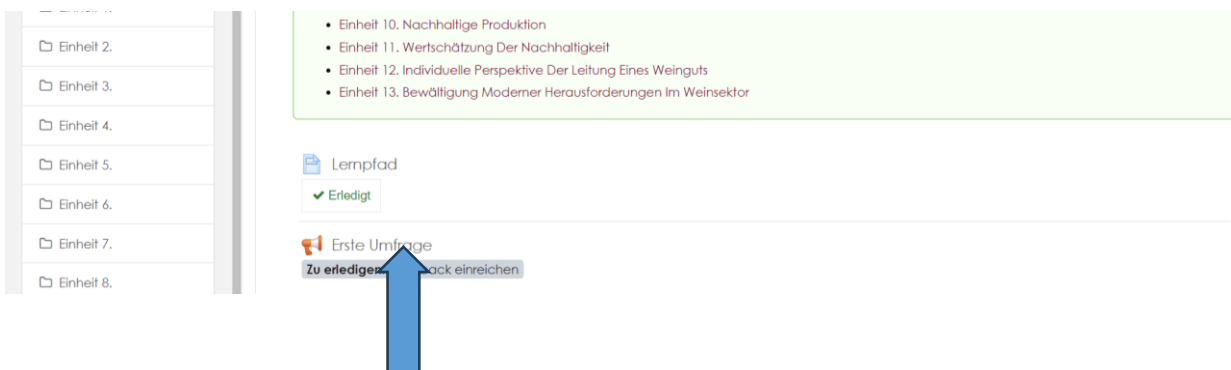 Einheit 10. Nachhaltige Produktion
Einheit 11. Wertschätzung Der Nachhaltigkeit
Einheit 12. Individuelle Perspektive Der Leitung Eines Weinguts
Einheit 13. Bewältigung Moderner Herausforderungen Im Weinsektor
Einheit 2.
Einheit 3.
Einheit 4.
Einheit 5.
Einheit 6.
Einheit 7.
Einheit 8.
Lernpfad
Erledigt
Erste Umfrage
Zu erledigen einreichen